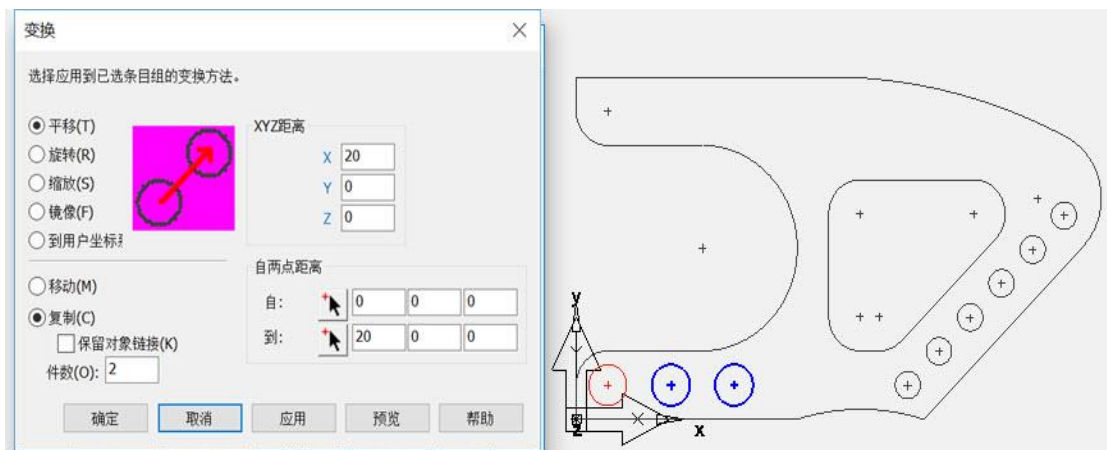 变换
选择应用到已选条目组的变换方法。
平移(T)
旋转(R)
缩放(S)
镜像(F)
到用户坐标系
移动(M)
复制(C)
保留对象链接(K)
件数(O): 2
XYZ距离
X 20
Y 0
Z 0
自两点距离
自: 0 0 0
到: 20 0 0
确定 取消 应用 预览 帮助
y
z
x